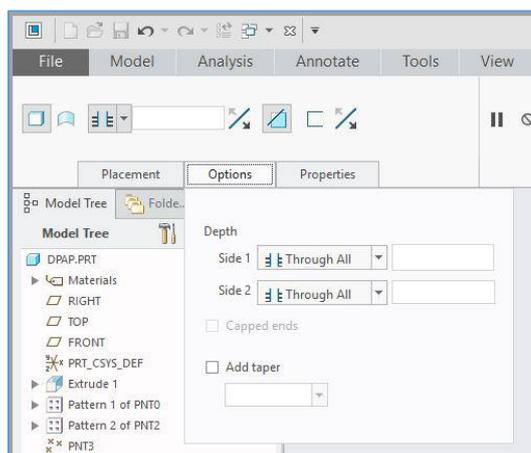 File Model Analysis Annotate Tools View
Placement Options Properties
Model Tree Folde..
Model Tree
DPAP.PRT
Materials
RIGHT
TOP
FRONT
PRT_CSYS_DEF
Extrude 1
Pattern 1 of PNT0
Pattern 2 of PNT2
PNT3
Depth
Side 1 Through All
Side 2 Through All
Capped ends
Add taper